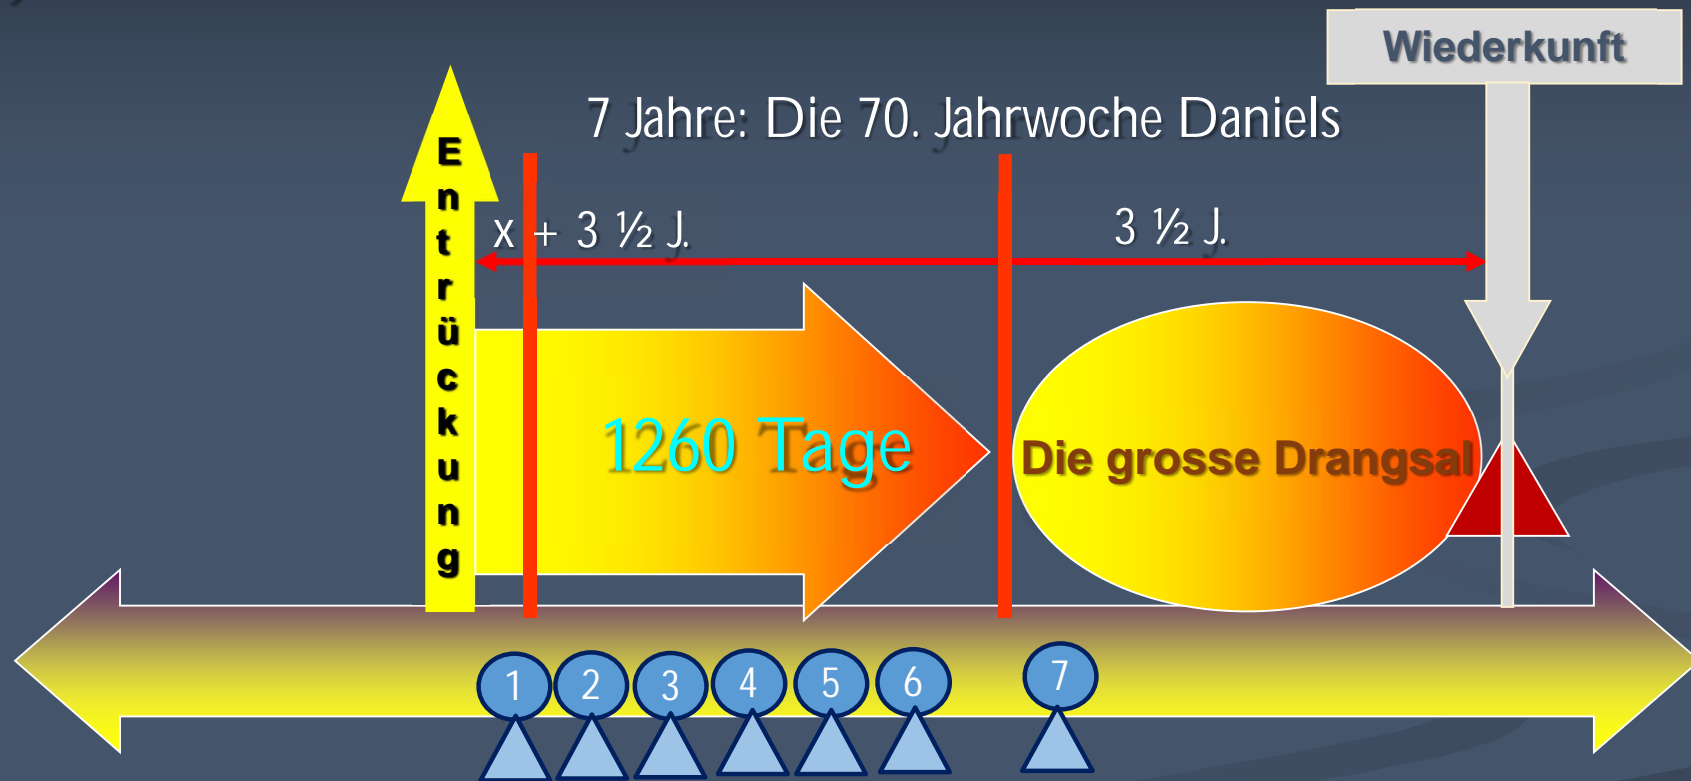 Wiederkunft
7 Jahre: Die 70. Jahrwoche Daniels
Entrückung
x + 3 ½ J.
3 ½ J.
1260 Tage
Die grosse Drangsal
1
2
3
4
5
6
7